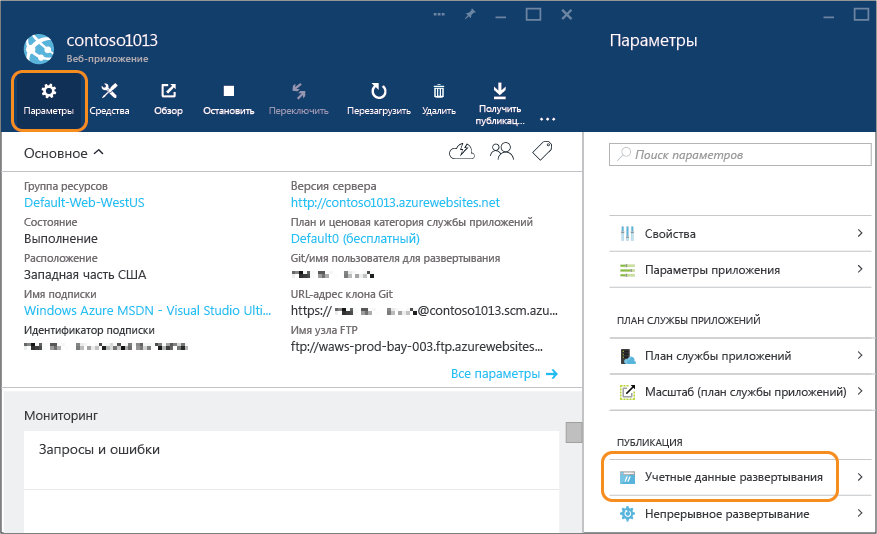 contoso1013
Веб-приложение
Параметры
Средства
Обзор
Остановить
Переключить
Перезагрузить
Удалить
Получить
публикац...
Основное
Группа ресурсов
Default-Web-WestUS
Состояние
Выполнение
Расположение
Западная часть США
Имя подписки
Windows Azure MSDN - Visual Studio Ulti...
Идентификатор подписки
Версия сервера
http://contoso1013.azurewebsites.net
План и ценовая категория службы приложений
Default0 (бесплатный)
Git/имя пользователя для развертывания
URL-адрес клона Git
https:// @contoso1013.scm.azu...
Имя узла FTP
ftp://waws-prod-bay-003.ftp.azurewebsites...
Все параметры
Мониторинг
Запросы и ошибки
Параметры
Поиск параметров
Свойства
Параметры приложения
ПЛАН СЛУЖБЫ ПРИЛОЖЕНИЙ
План службы приложений
Масштаб (план службы приложений)
ПУБЛИКАЦИЯ
Учетные данные развертывания
Непрерывное развертывание